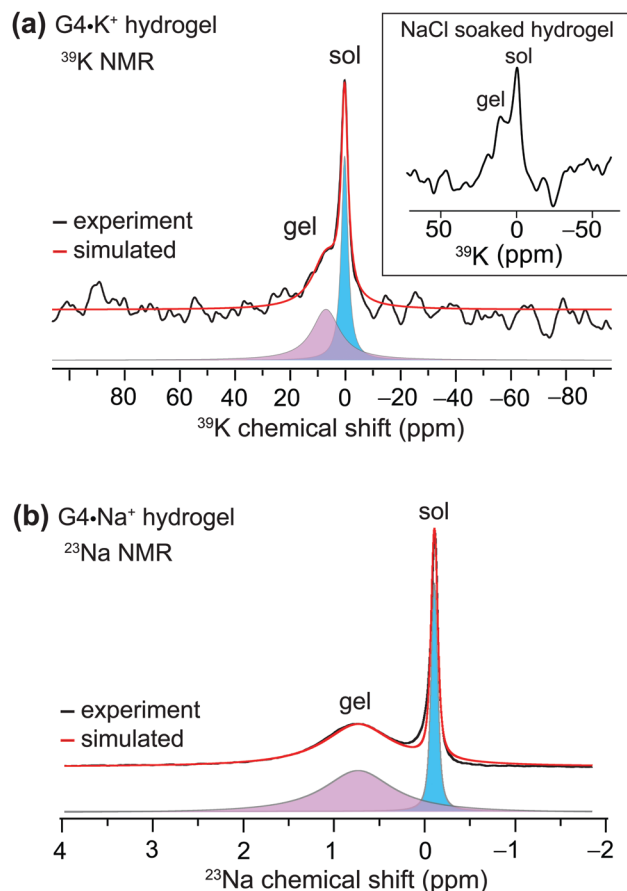 (a) G4•K⁺ hydrogel
³⁹K NMR
sol
gel
– experiment
– simulated
NaCl soaked hydrogel
sol
gel
50 0 –50
³⁹K (ppm)
80 60 40 20 0 –20 –40 –60 –80
³⁹K chemical shift (ppm)
(b) G4•Na⁺ hydrogel
²³Na NMR
sol
gel
– experiment
– simulated
4 3 2 1 0 –1 –2
²³Na chemical shift (ppm)